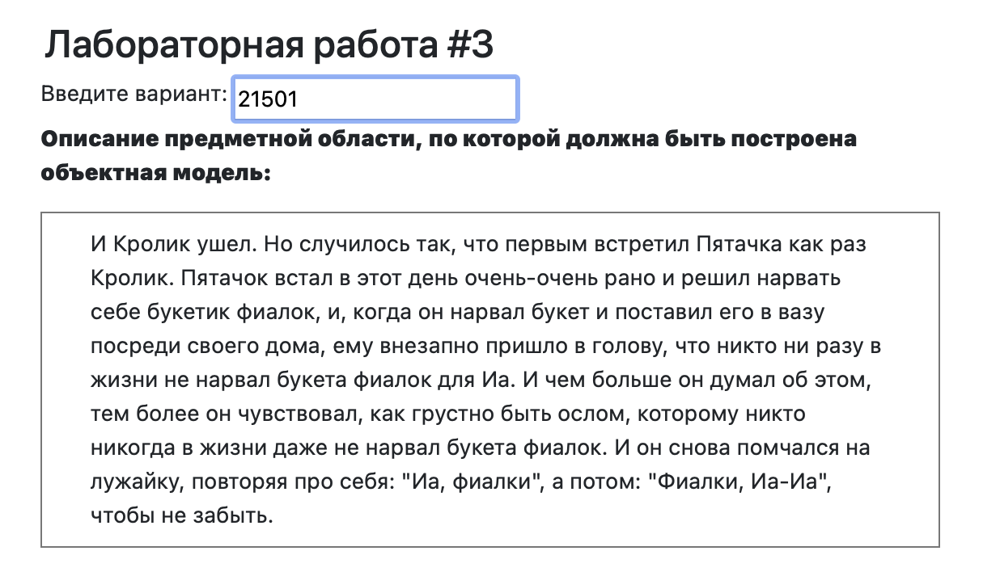 Лабораторная работа #3
Введите вариант: 21501
Описание предметной области, по которой должна быть построена
объектная модель:
И Кролик ушел. Но случилось так, что первым встретил Пятачка как раз
Кролик. Пятачок встал в этот день очень-очень рано и решил нарвать
себе букетик фиалок, и, когда он нарвал букет и поставил его в вазу
посреди своего дома, ему внезапно пришло в голову, что никто ни разу в
жизни не нарвал букета фиалок для Иа. И чем больше он думал об этом,
тем более он чувствовал, как грустно быть ослом, которому никто
никогда в жизни даже не нарвал букета фиалок. И он снова помчался на
лужайку, повторяя про себя: "Иа, фиалки", а потом: "Фиалки, Иа-Иа",
чтобы не забыть.